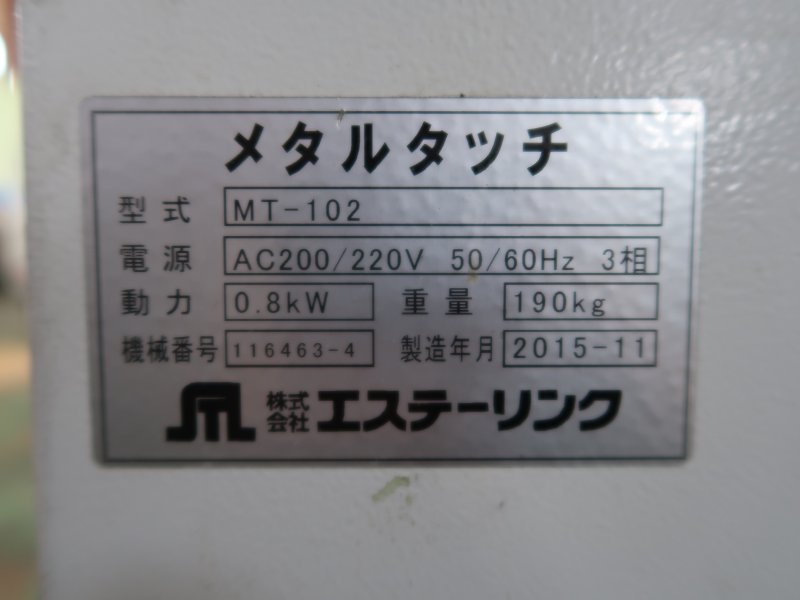 メタルタッチ
型式 MT-102
電源 AC200/220V 50/60Hz 3相
動力 0.8kW 重量 190kg
機械番号 116463-4 製造年月 2015-11
STL 株式会社 エステーリンク